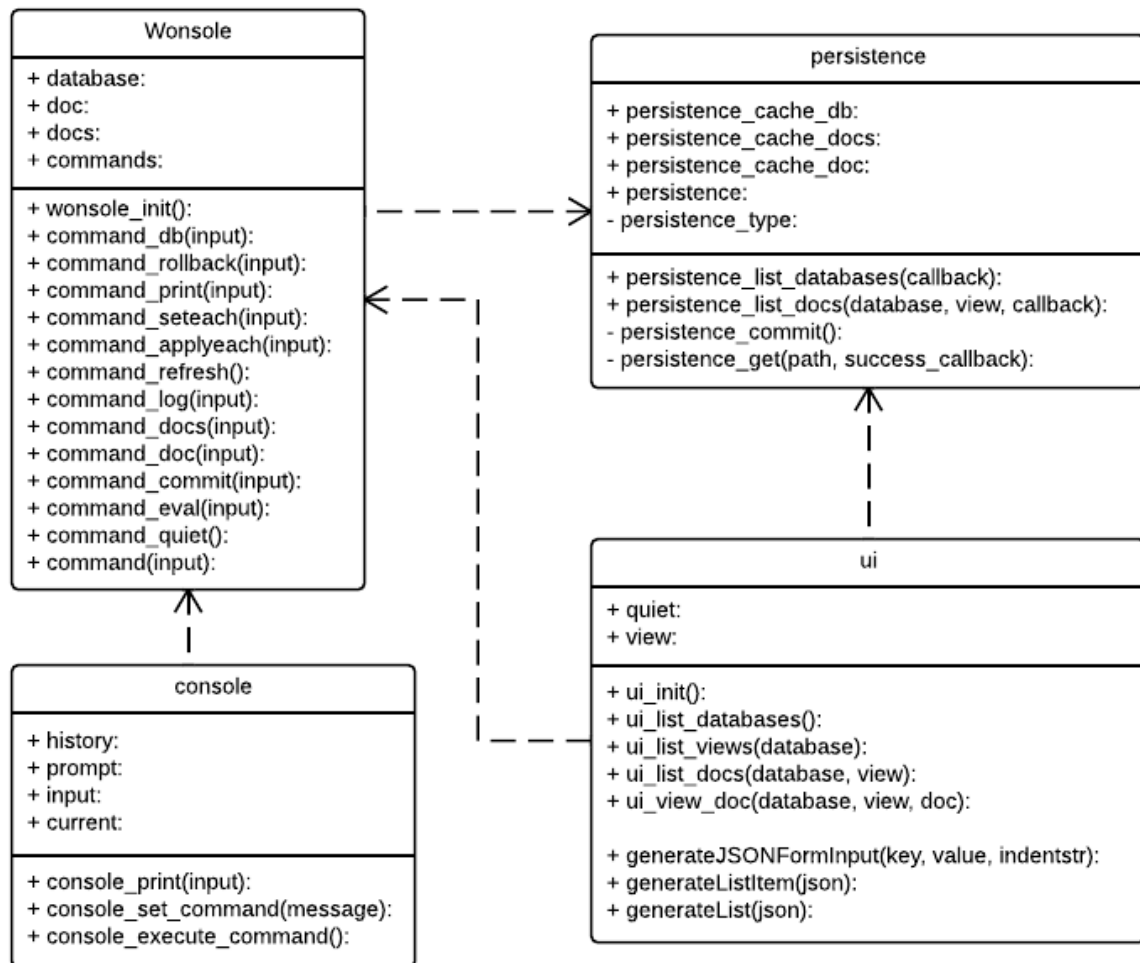 Wonsole
+ database:
+ doc:
+ docs:
+ commands:
+ wonsole_init():
+ command_db(input):
+ command_rollback(input):
+ command_print(input):
+ command_seteach(input):
+ command_applyeach(input):
+ command_refresh():
+ command_log(input):
+ command_docs(input):
+ command_doc(input):
+ command_commit(input):
+ command_eval(input):
+ command_quiet():
+ command(input):
persistence
+ persistence_cache_db:
+ persistence_cache_docs:
+ persistence_cache_doc:
+ persistence:
- persistence_type:
+ persistence_list_databases(callback):
+ persistence_list_docs(database, view, callback):
- persistence_commit():
- persistence_get(path, success_callback):
console
+ history:
+ prompt:
+ input:
+ current:
+ console_print(input):
+ console_set_command(message):
+ console_execute_command():
ui
+ quiet:
+ view:
+ ui_init():
+ ui_list_databases():
+ ui_list_views(database):
+ ui_list_docs(database, view):
+ ui_view_doc(database, view, doc):
+ generateJSONFormInput(key, value, indentstr):
+ generateListItem(json):
+ generateList(json):